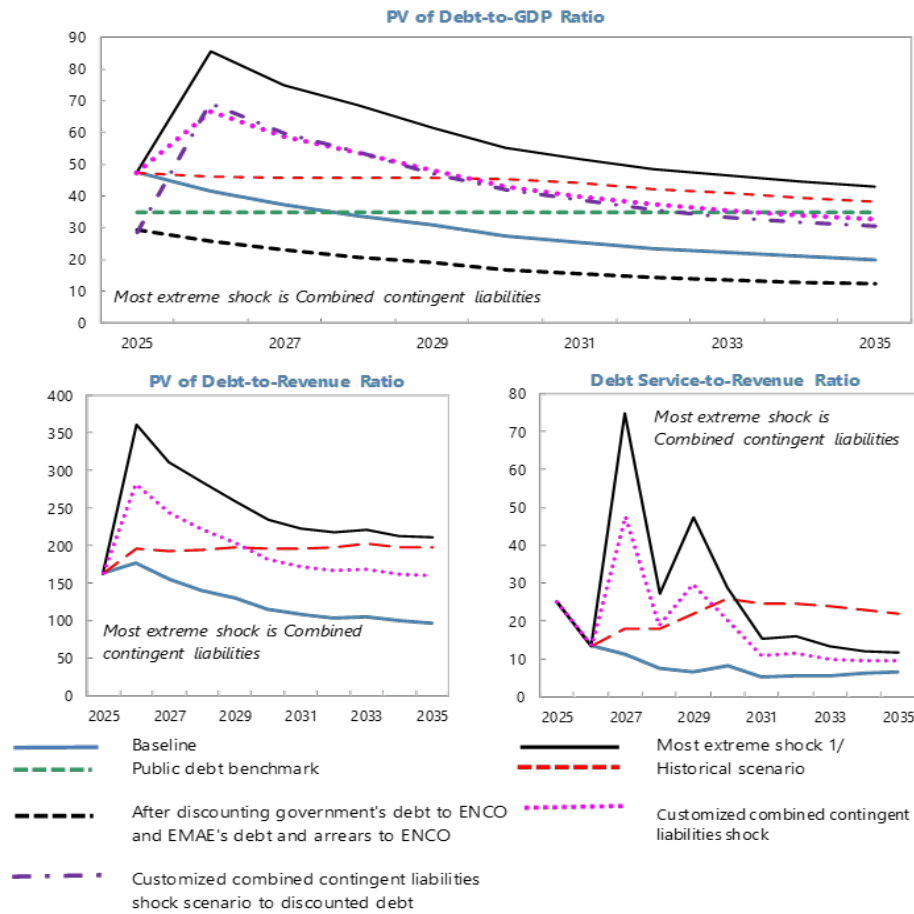 PV of Debt-to-GDP Ratio
90
80
70
60
50
40
30
20
10
0
Most extreme shock is Combined contingent liabilities
2025 2027 2029 2031 2033 2035
PV of Debt-to-Revenue Ratio
400
350
300
250
200
150
100
50
0
Most extreme shock is Combined
contingent liabilities
2025 2027 2029 2031 2033 2035
Debt Service-to-Revenue Ratio
80
70
60
50
40
30
20
10
0
Most extreme shock is
Combined contingent liabilities
2025 2027 2029 2031 2033 2035
Baseline
Public debt benchmark
After discounting government's debt to ENCO
and EMAE's debt and arrears to ENCO
Customized combined contingent liabilities
shock scenario to discounted debt
Most extreme shock 1/
Historical scenario
Customized combined contingent
liabilities shock